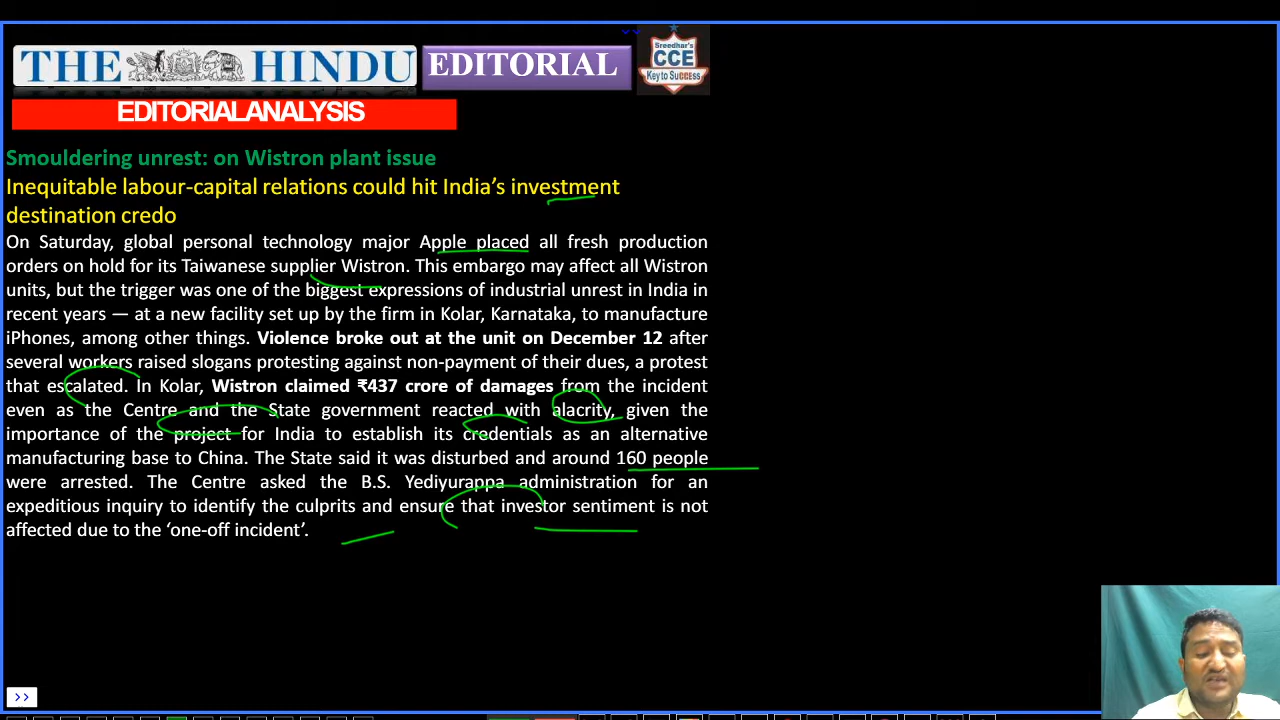 THE HINDU EDITORIAL
Sreedhar's
CCE
Key to Success
EDITORIALANALYSIS
Smouldering unrest: on Wistron plant issue
Inequitable labour-capital relations could hit India's investment
destination credo
On Saturday, global personal technology major Apple placed all fresh production
orders on hold for its Taiwanese supplier Wistron. This embargo may affect all Wistron
units, but the trigger was one of the biggest expressions of industrial unrest in India in
recent years — at a new facility set up by the firm in Kolar, Karnataka, to manufacture
iPhones, among other things. Violence broke out at the unit on December 12 after
several workers raised slogans protesting against non-payment of their dues, a protest
that escalated. In Kolar, Wistron claimed ₹437 crore of damages from the incident
even as the Centre and the State government reacted with alacrity, given the
importance of the project for India to establish its credentials as an alternative
manufacturing base to China. The State said it was disturbed and around 160 people
were arrested. The Centre asked the B.S. Yediyurappa administration for an
expeditious inquiry to identify the culprits and ensure that investor sentiment is not
affected due to the ‘one-off incident’.
>>